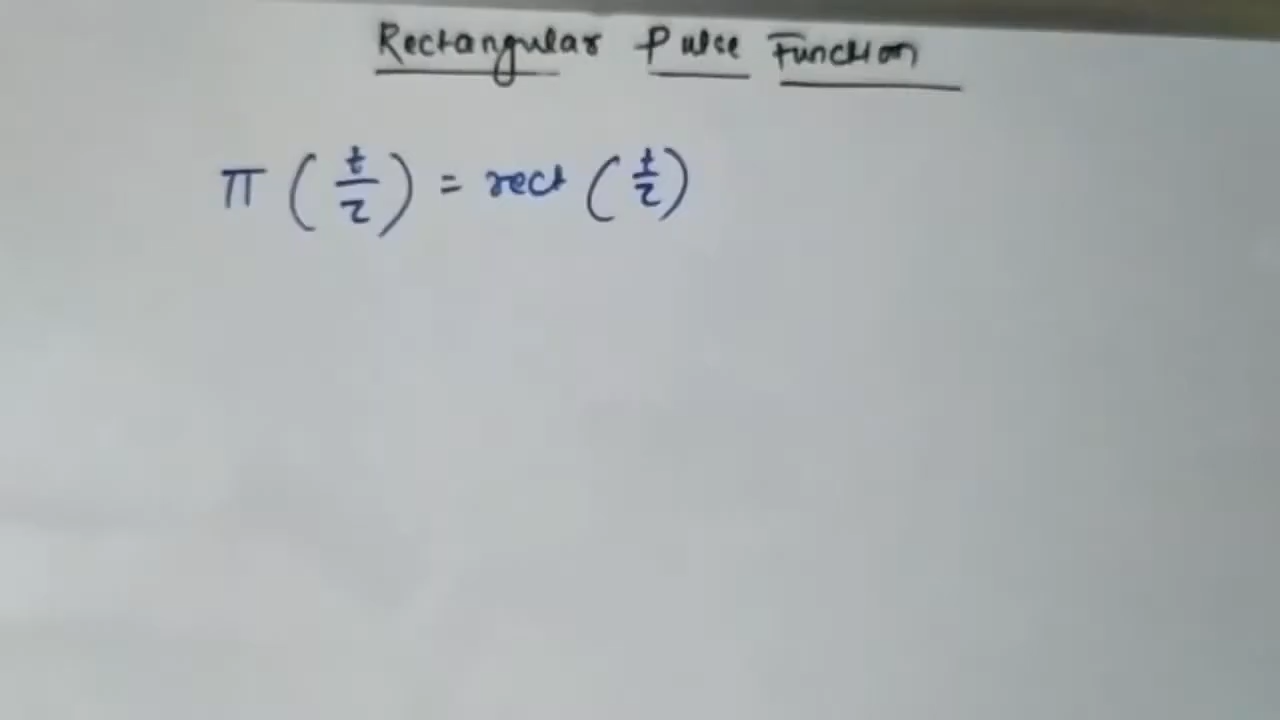 Rectangular Pulse Function
π (t/τ) = rect (t/τ)